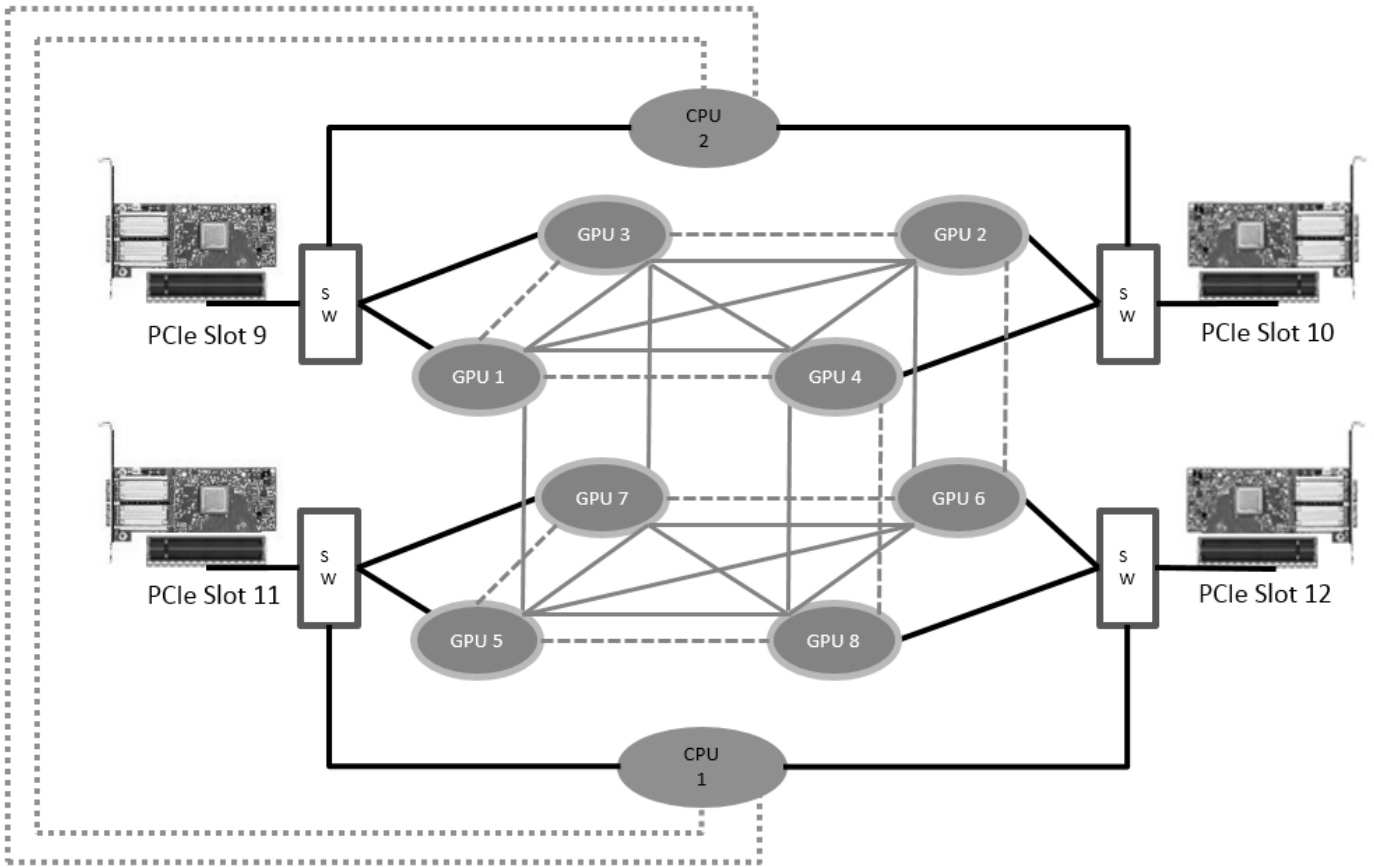 CPU
2
GPU 3
GPU 2
S
W
S
W
PCIe Slot 9
PCIe Slot 10
GPU 1
GPU 4
GPU 7
GPU 6
S
W
S
W
PCIe Slot 11
PCIe Slot 12
GPU 5
GPU 8
CPU
1